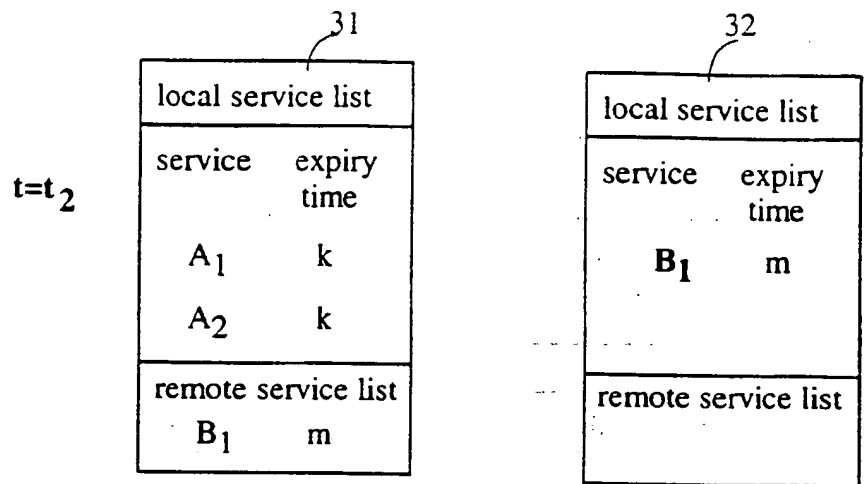 31
local service list
t=t2
service expiry
time
A1 k
A2 k
remote service list
B1 m
32
local service list
service expiry
time
B1 m
remote service list